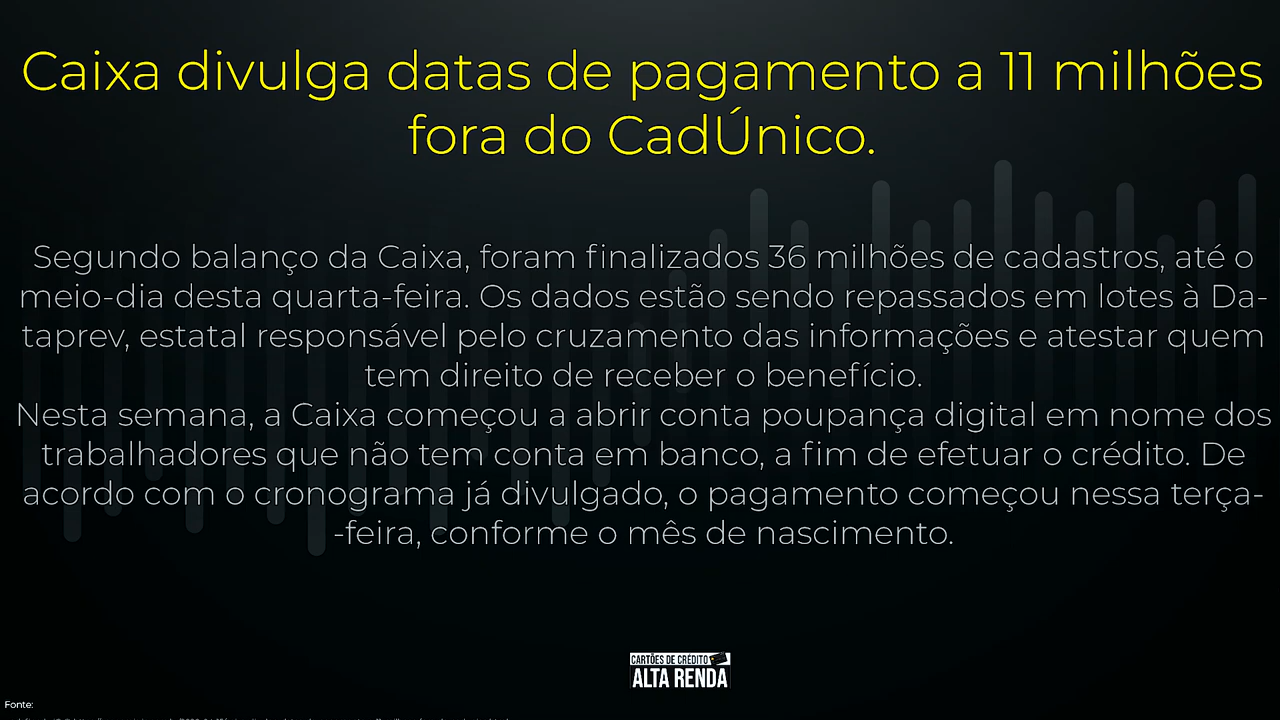 Caixa divulga datas de pagamento a 11 milhões
fora do CadÚnico.
Segundo balanço da Caixa, foram finalizados 36 milhões de cadastros, até o
meio-dia desta quarta-feira. Os dados estão sendo repassados em lotes à Da-
taprev, estatal responsável pelo cruzamento das informações e atestar quem
tem direito de receber o benefício.
Nesta semana, a Caixa começou a abrir conta poupança digital em nome dos
trabalhadores que não tem conta em banco, a fim de efetuar o crédito. De
acordo com o cronograma já divulgado, o pagamento começou nessa terça-
-feira, conforme o mês de nascimento.
CARTÕES DE CRÉDITO
ALTA RENDA
Fonte: